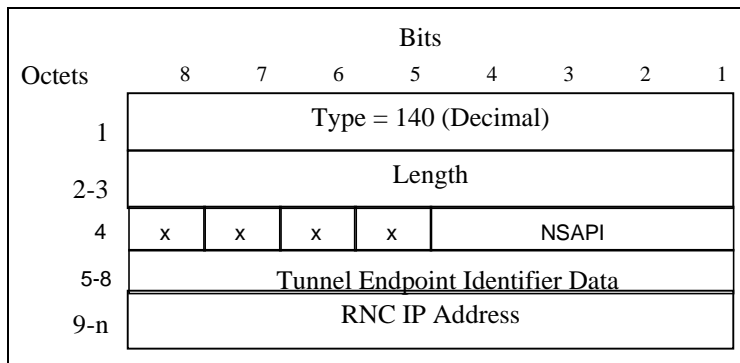 Bits
Octets 8 7 6 5 4 3 2 1
1 Type = 140 (Decimal)
2-3 Length
4 x x x x NSAPI
5-8 Tunnel Endpoint Identifier Data
9-n RNC IP Address